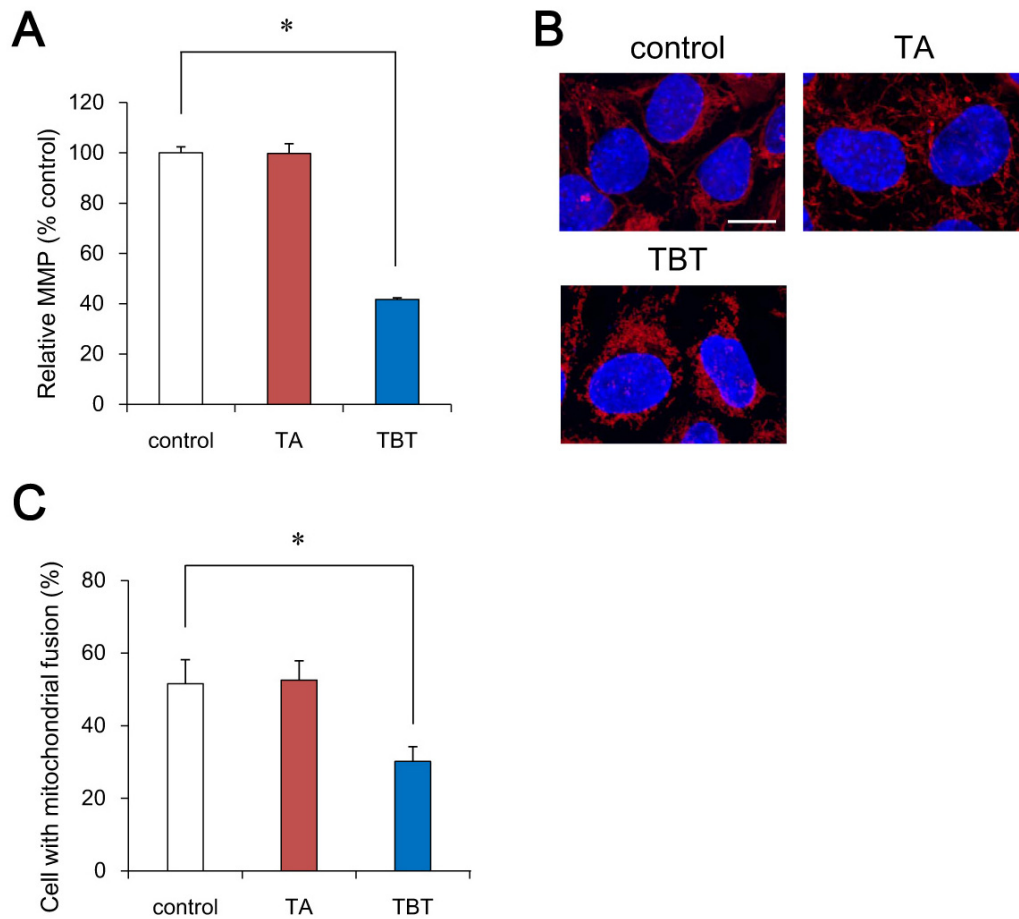 A
*
Relative MMP (% control)
120
100
80
60
40
20
0
control TA TBT
B
control TA
TBT
C
*
Cell with mitochondrial fusion (%)
80
60
40
20
0
control TA TBT